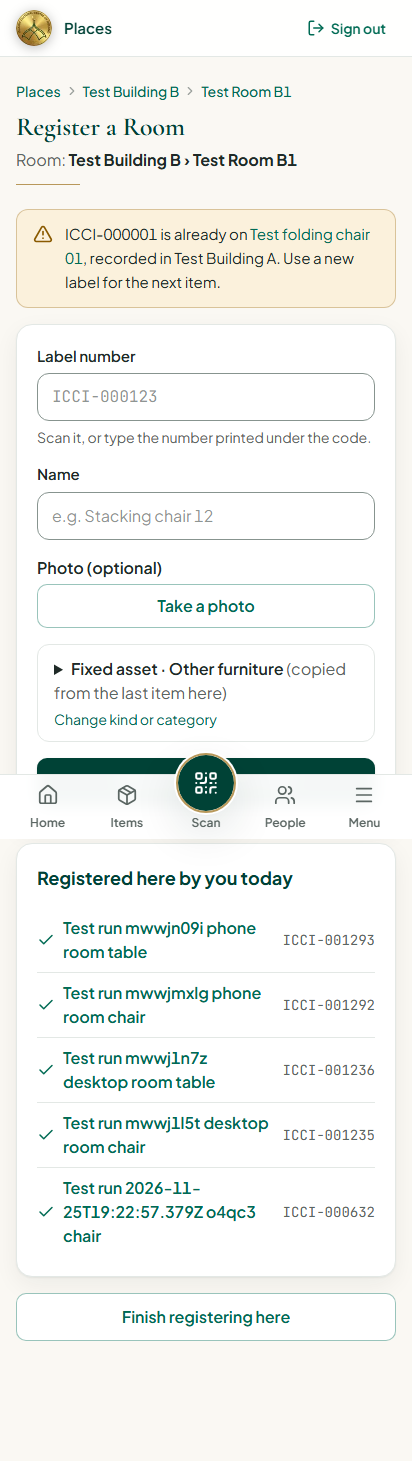 Places
Sign out
Places > Test Building B > Test Room B1
Register a Room
Room: Test Building B › Test Room B1
ICCI-000001 is already on Test folding chair
01, recorded in Test Building A. Use a new
label for the next item.
Label number
ICCI-000123
Scan it, or type the number printed under the code.
Name
e.g. Stacking chair 12
Photo (optional)
Take a photo
Fixed asset · Other furniture (copied
from the last item here)
Change kind or category
Home
Items
Scan
People
Menu
Registered here by you today
Test run mwwjn09i phone
room table
ICCI-001293
Test run mwwjmxlg phone
room chair
ICCI-001292
Test run mwwj1n7z
desktop room table
ICCI-001236
Test run mwwj1l5t desktop
room chair
ICCI-001235
Test run 2026-11-
25T19:22:57.379Z o4qc3
chair
ICCI-000632
Finish registering here